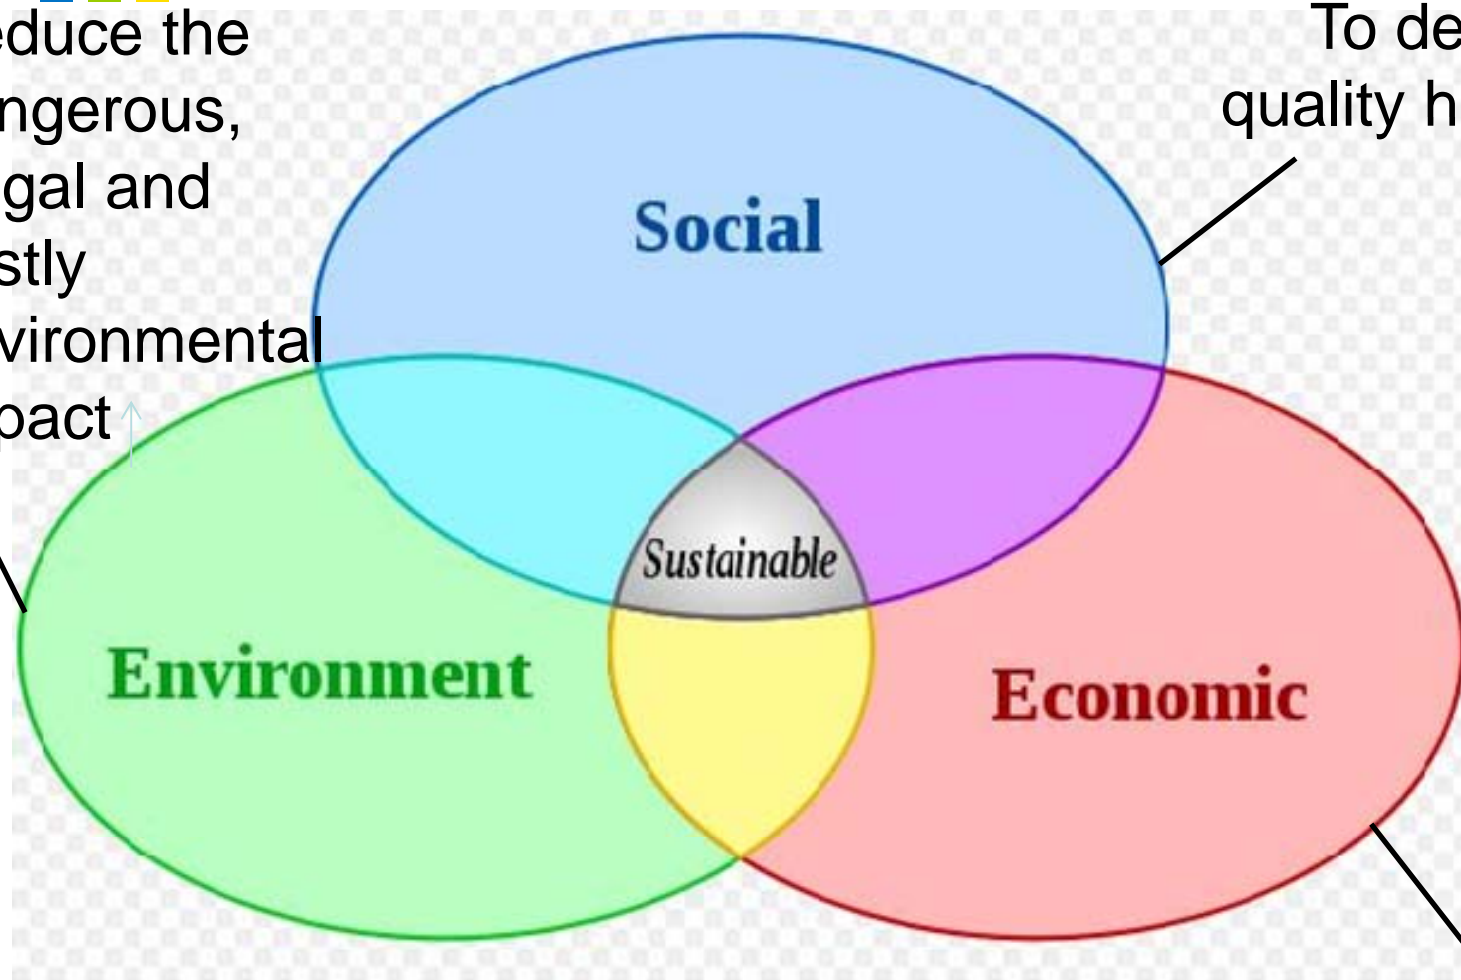 educe the
ngerous,
gal and
stly
vironmental
pact
To de
quality h
Social
Sustainable
Environment
Economic